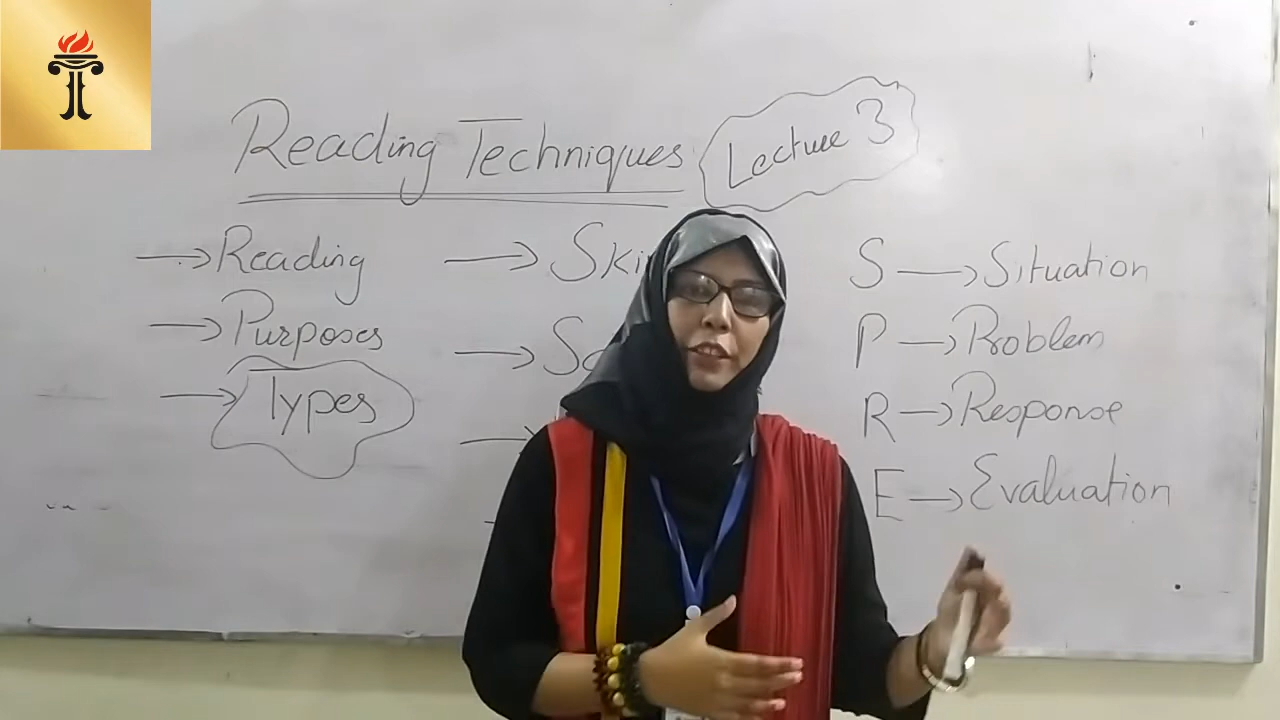 Reading Techniques Lecture 3
→ Reading
→ Purposes
→ Types
S → Situation
P → Problem
R → Response
E → Evaluation